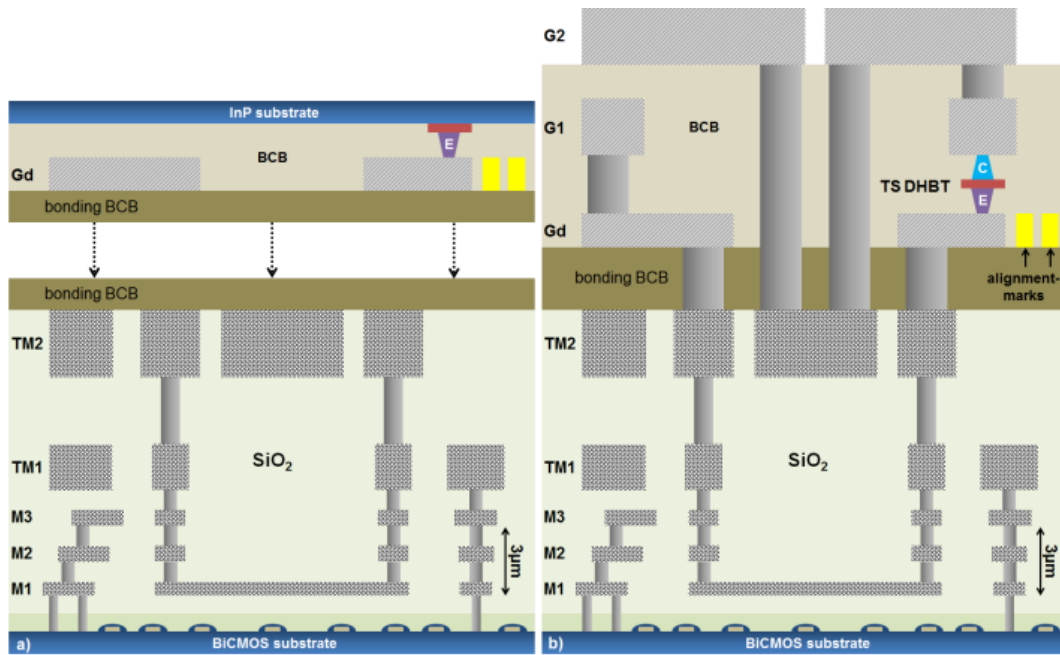 InP substrate
E
BCB
Gd
bonding BCB
bonding BCB
TM2
TM1
SiO₂
M3
M2
3µm
M1
a)
BiCMOS substrate
G2
G1
BCB
C
TS DHBT
E
Gd
bonding BCB
alignment-
marks
TM2
TM1
SiO₂
M3
M2
3µm
M1
b)
BiCMOS substrate